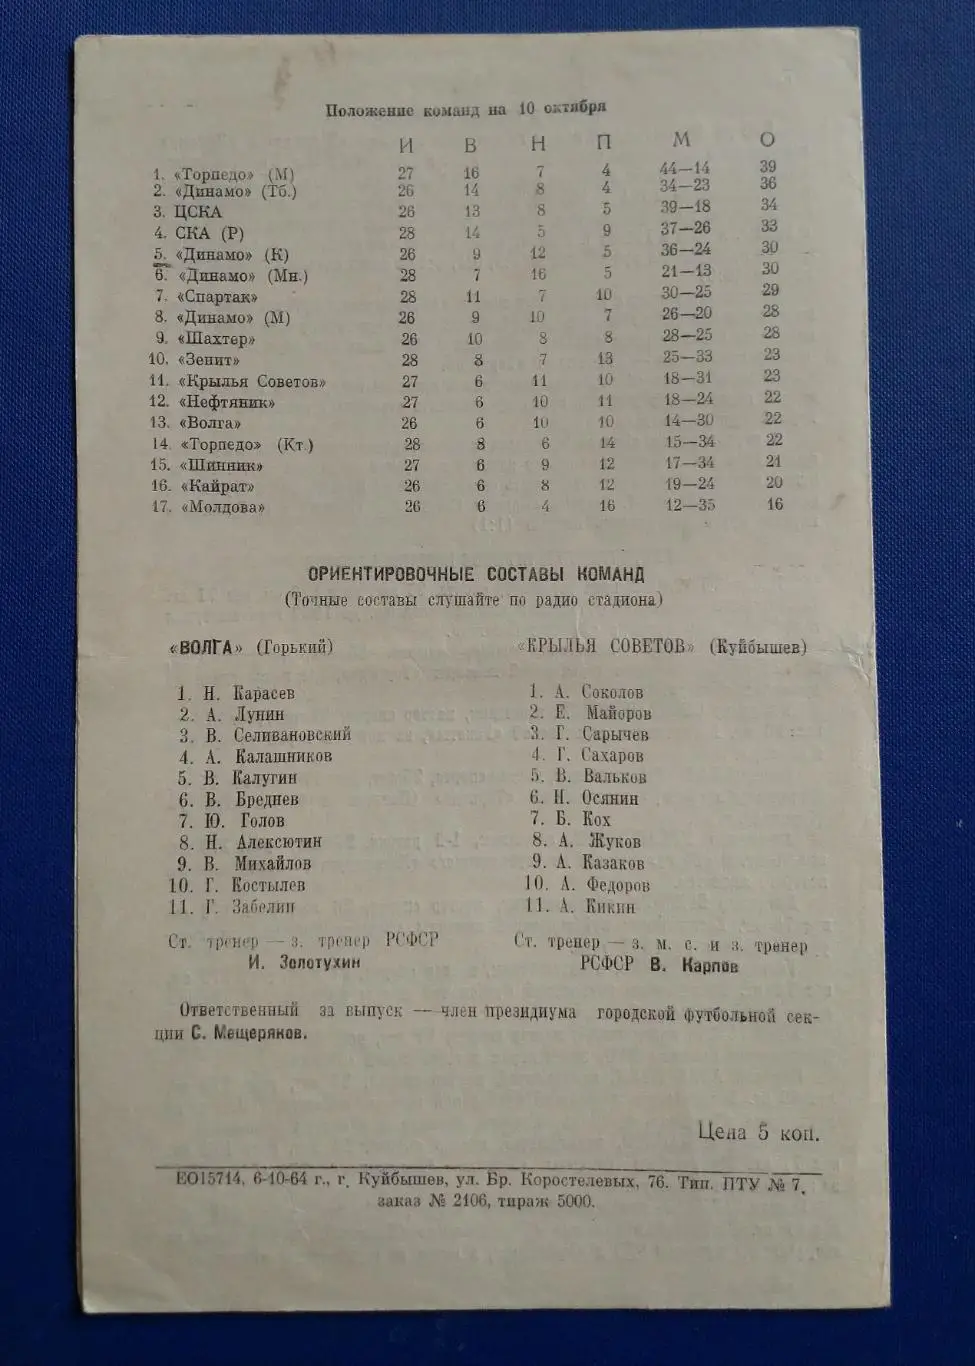 Положение команд на 10 октября
И В Н П М О
1. «Торпедо» (М) 27 16 7 4 44—14 39
2. «Динамо» (Тб.) 26 14 8 4 34—23 36
3. ЦСКА 26 13 8 5 39—18 34
4. СКА (Р) 28 14 5 9 37—26 33
5. «Динамо» (К) 26 9 12 5 36—24 30
6. «Динамо» (Мн.) 28 7 16 5 21—13 30
7. «Спартак» 28 11 7 10 30—25 29
8. «Динамо» (М) 26 9 10 7 26—20 28
9. «Шахтер» 26 10 8 8 28—25 28
10. «Зенит» 28 8 7 13 25—33 23
11. «Крылья Советов» 27 6 11 10 18—31 23
12. «Нефтяник» 27 6 10 11 18—24 22
13. «Волга» 26 6 10 10 14—30 22
14. «Торпедо» (Кт.) 28 8 6 14 15—34 22
15. «Шинник» 27 6 9 12 17—34 21
16. «Кайрат» 26 6 8 12 19—24 20
17. «Молдова» 26 6 4 16 12—35 16
ОРИЕНТИРОВОЧНЫЕ СОСТАВЫ КОМАНД
(Точные составы слушайте по радио стадиона)
«ВОЛГА» (Горький)
1. Н. Карасев
2. А. Лунин
3. В. Селивановский
4. А. Калашников
5. В. Калугин
6. В. Бреднев
7. Ю. Голов
8. Н. Алексютин
9. В. Михайлов
10. Г. Костылев
11. Г. Забелин
Ст. тренер — з. тренер РСФСР
И. Золотухин
«КРЫЛЬЯ СОВЕТОВ» (Куйбышев)
1. А. Соколов
2. Е. Майоров
3. Г. Сарычев
4. Г. Сахаров
5. В. Вальков
6. Н. Осянин
7. Б. Кох
8. А. Жуков
9. А. Казаков
10. А. Федоров
11. А. Кикин
Ст. тренер — з. м. с. и з. тренер
РСФСР В. Карпов
Ответственный за выпуск — член президиума городской футбольной сек-
ции С. Мещеряков.
Цена 5 коп.
ЕО15714, 6-10-64 г., г. Куйбышев, ул. Бр. Коростелевых, 76. Тип. ПТУ № 7,
заказ № 2106, тираж 5000.